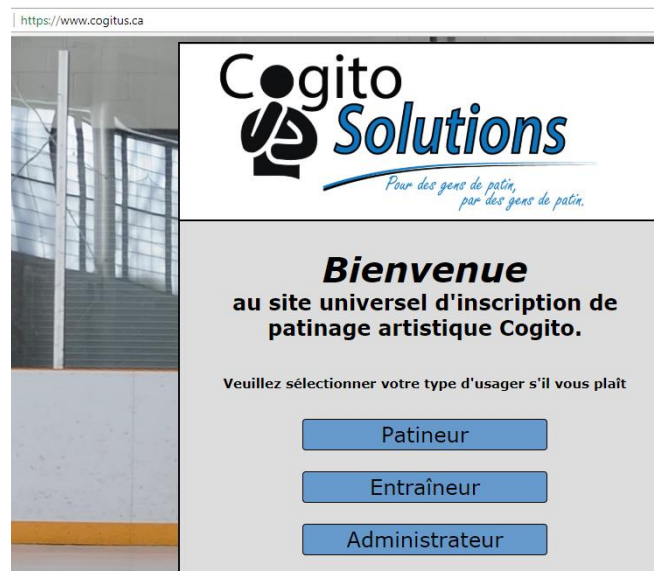 https://www.cogitus.ca
Cogito
Solutions
Pour des gens de patin,
par des gens de patin.
Bienvenue
au site universel d'inscription de
patinage artistique Cogito.
Veuillez sélectionner votre type d'usager s'il vous plaît
Patineur
Entraîneur
Administrateur